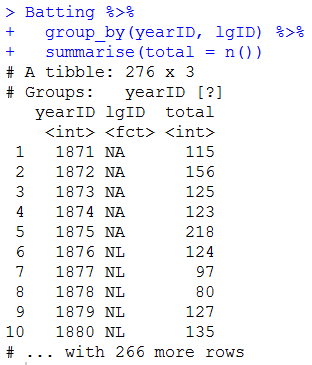 > Batting %>%
+   group_by(yearID, lgID) %>%
+   summarise(total = n())
# A tibble: 276 x 3
# Groups:   yearID [?]
   yearID lgID  total
    <int> <fct> <int>
 1   1871 NA      115
 2   1872 NA      156
 3   1873 NA      125
 4   1874 NA      123
 5   1875 NA      218
 6   1876 NL      124
 7   1877 NL       97
 8   1878 NL       80
 9   1879 NL      127
10   1880 NL      135
# ... with 266 more rows